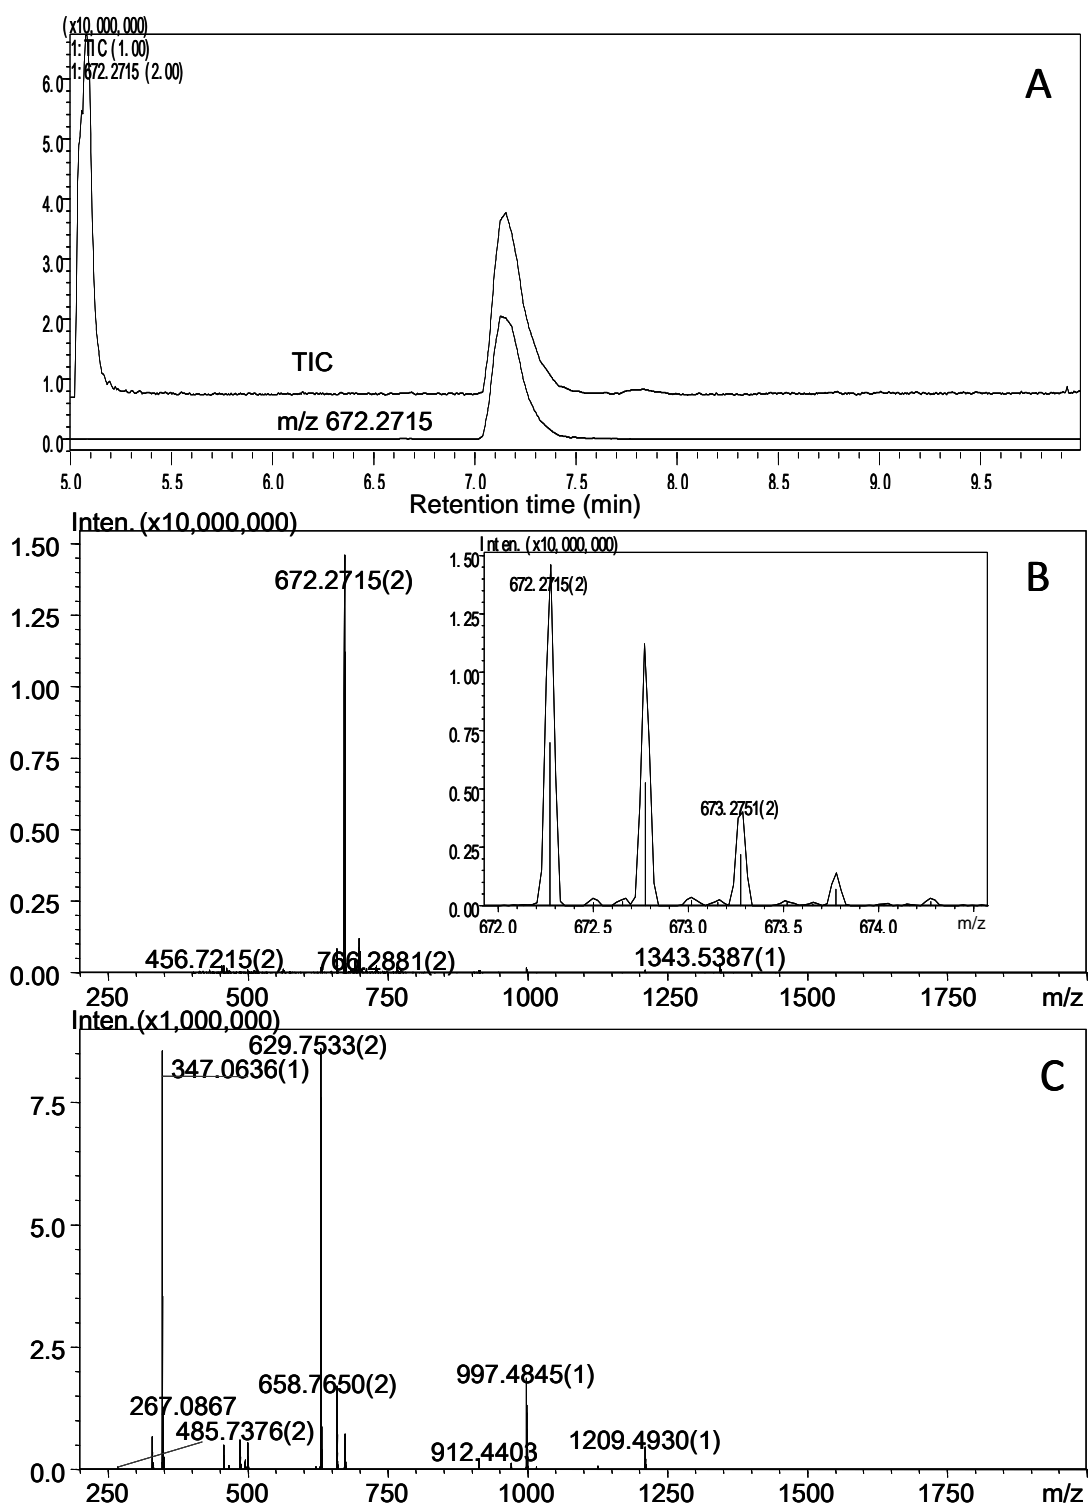 (x10,000,000)
1:TIC(1.00)
1:672.2715 (2.00)
A
6.0
5.0
4.0
3.0
2.0
1.0
0.0
TIC
m/z 672.2715
5.0 5.5 6.0 6.5 7.0 7.5 8.0 8.5 9.0 9.5
Retention time (min)
Inten.(x10,000,000)
B
1.50
1.25
1.00
0.75
0.50
0.25
0.00
672.2715(2)
456.7215(2)
766.2881(2)
1343.5387(1)
250 500 750 1000 1250 1500 1750 m/z
Inten.(x10,000,000)
1.50
1.25
1.00
0.75
0.50
0.25
0.00
672.2715(2)
673.2751(2)
672.0 672.5 673.0 673.5 674.0 m/z
Inten.(x1,000,000)
C
7.5
5.0
2.5
0.0
629.7533(2)
347.0636(1)
658.7650(2)
997.4845(1)
267.0867
485.7376(2)
912.4403
1209.4930(1)
250 500 750 1000 1250 1500 1750 m/z